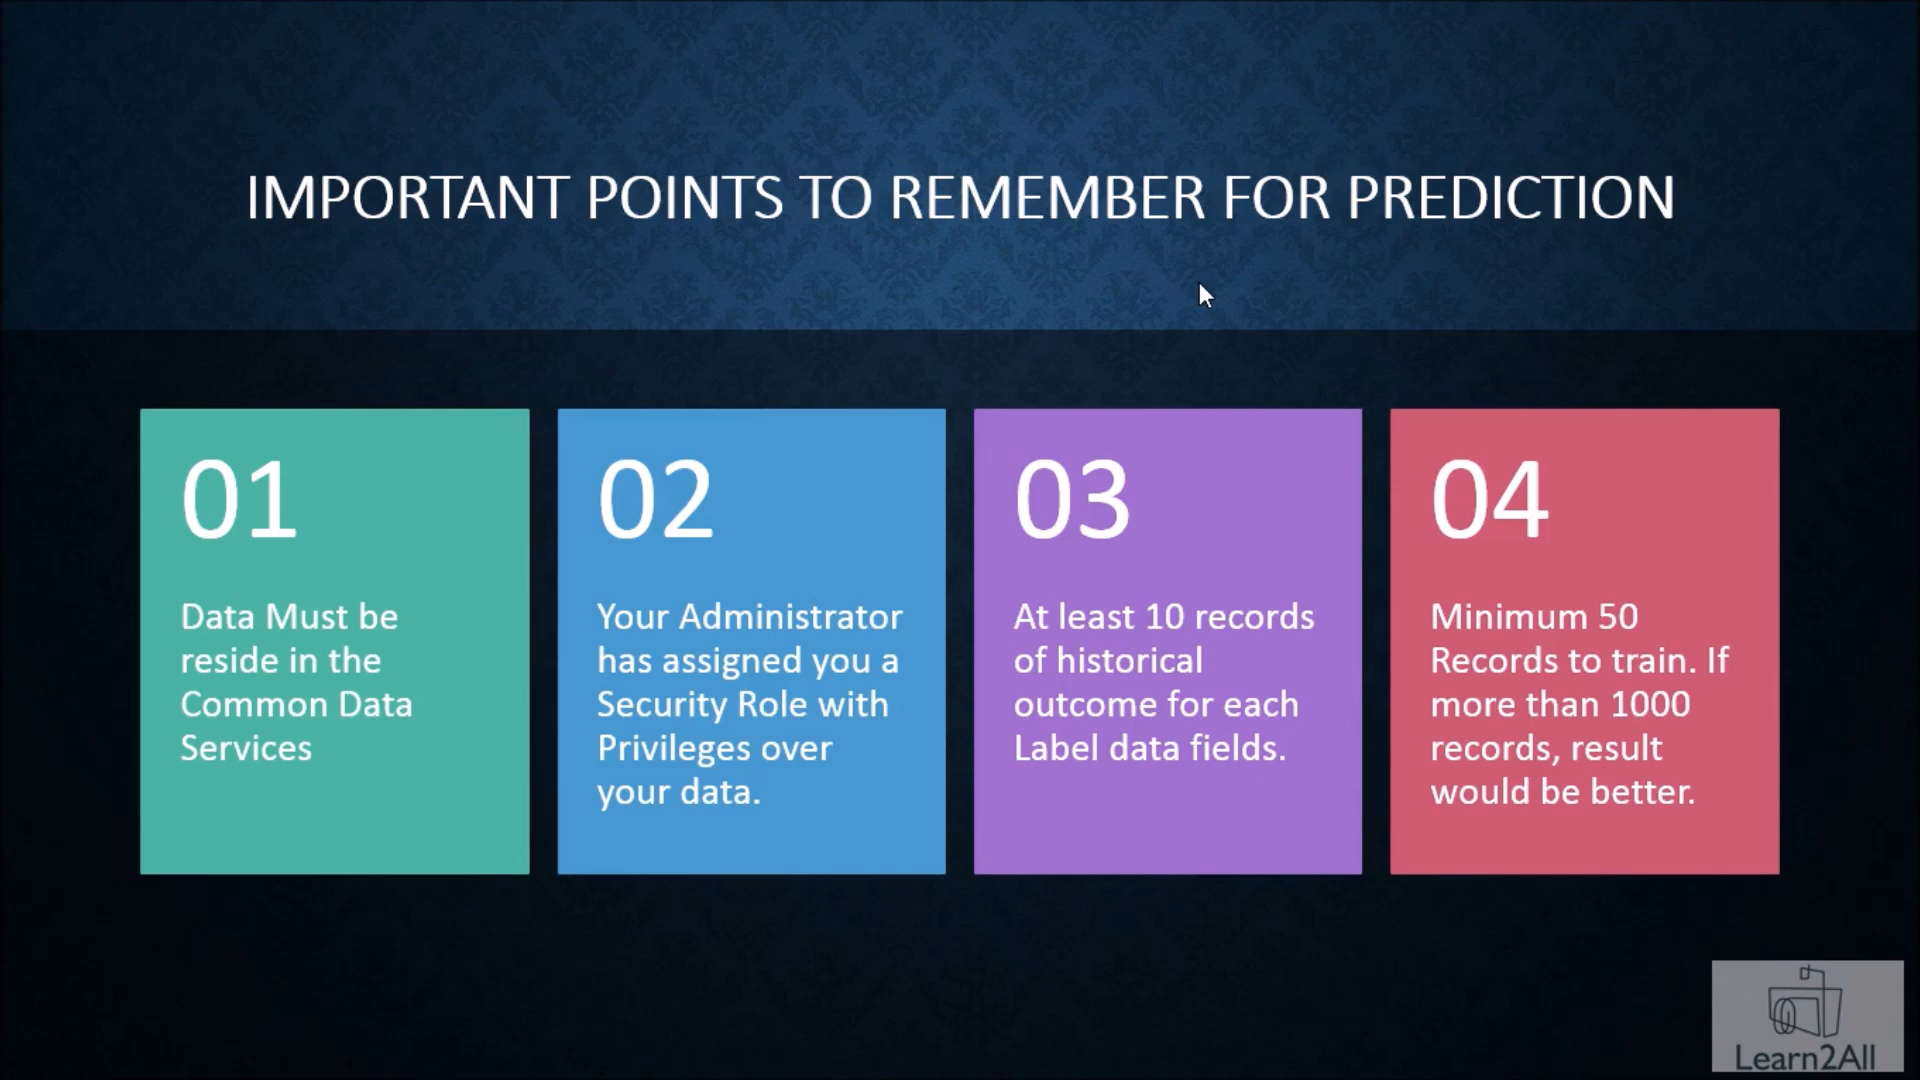 IMPORTANT POINTS TO REMEMBER FOR PREDICTION
01
Data Must be
reside in the
Common Data
Services
02
Your Administrator
has assigned you a
Security Role with
Privileges over
your data.
03
At least 10 records
of historical
outcome for each
Label data fields.
04
Minimum 50
Records to train. If
more than 1000
records, result
would be better.
Learn2All